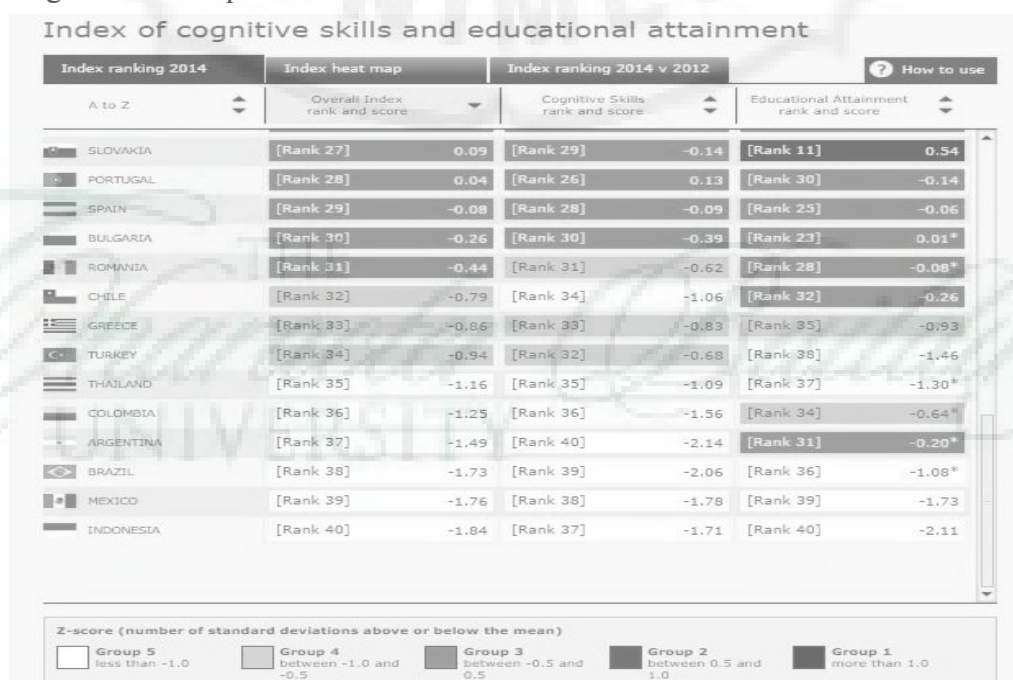 Index of cognitive skills and educational attainment
Index ranking 2014 Index heat map Index ranking 2014 v 2012 ? How to use
A to Z Overall Index rank and score Cognitive Skills rank and score Educational Attainment rank and score
SLOVAKIA [Rank 27] 0.09 [Rank 29] -0.14 [Rank 11] 0.54
PORTUGAL [Rank 28] 0.04 [Rank 26] 0.13 [Rank 30] -0.14
SPAIN [Rank 29] -0.08 [Rank 28] -0.09 [Rank 25] -0.06
BULGARIA [Rank 30] -0.26 [Rank 30] -0.39 [Rank 23] 0.01*
ROMANIA [Rank 31] -0.44 [Rank 31] -0.62 [Rank 28] -0.08*
CHILE [Rank 32] -0.79 [Rank 34] -1.06 [Rank 32] -0.26
GREECE [Rank 33] -0.86 [Rank 33] -0.83 [Rank 35] -0.93
TURKEY [Rank 34] -0.94 [Rank 32] -0.68 [Rank 38] -1.46
THAILAND [Rank 35] -1.16 [Rank 35] -1.09 [Rank 37] -1.30*
COLOMBIA [Rank 36] -1.25 [Rank 36] -1.56 [Rank 34] -0.64*
ARGENTINA [Rank 37] -1.49 [Rank 40] -2.14 [Rank 31] -0.20*
BRAZIL [Rank 38] -1.73 [Rank 39] -2.06 [Rank 36] -1.08*
MEXICO [Rank 39] -1.76 [Rank 38] -1.78 [Rank 39] -1.73
INDONESIA [Rank 40] -1.84 [Rank 37] -1.71 [Rank 40] -2.11
UNIVERSITY
Z-score (number of standard deviations above or below the mean)
Group 5 less than -1.0
Group 4 between -1.0 and -0.5
Group 3 between -0.5 and 0.5
Group 2 between 0.5 and 1.0
Group 1 more than 1.0